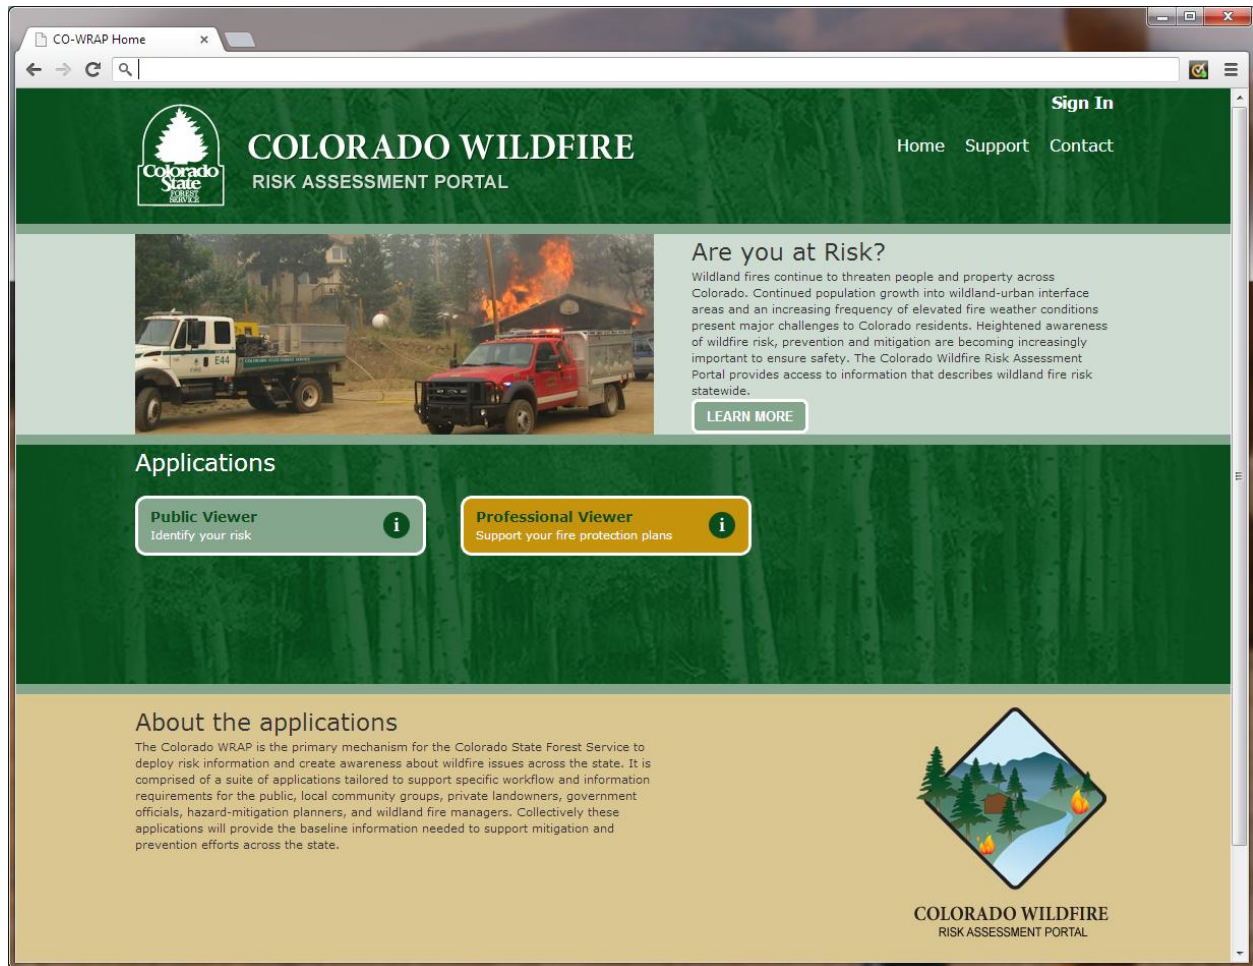 CO-WRAP Home
Sign In
Home Support Contact
Colorado
State
FOREST
SERVICE
COLORADO WILDFIRE
RISK ASSESSMENT PORTAL
E44
COLORADO STATE FOREST SERVICE
Are you at Risk?
Wildland fires continue to threaten people and property across
Colorado. Continued population growth into wildland-urban interface
areas and an increasing frequency of elevated fire weather conditions
present major challenges to Colorado residents. Heightened awareness
of wildfire risk, prevention and mitigation are becoming increasingly
important to ensure safety. The Colorado Wildfire Risk Assessment
Portal provides access to information that describes wildland fire risk
statewide.
LEARN MORE
Applications
Public Viewer
Identify your risk
i
Professional Viewer
Support your fire protection plans
i
About the applications
The Colorado WRAP is the primary mechanism for the Colorado State Forest Service to
deploy risk information and create awareness about wildfire issues across the state. It is
comprised of a suite of applications tailored to support specific workflow and information
requirements for the public, local community groups, private landowners, government
officials, hazard-mitigation planners, and wildland fire managers. Collectively these
applications will provide the baseline information needed to support mitigation and
prevention efforts across the state.
COLORADO WILDFIRE
RISK ASSESSMENT PORTAL